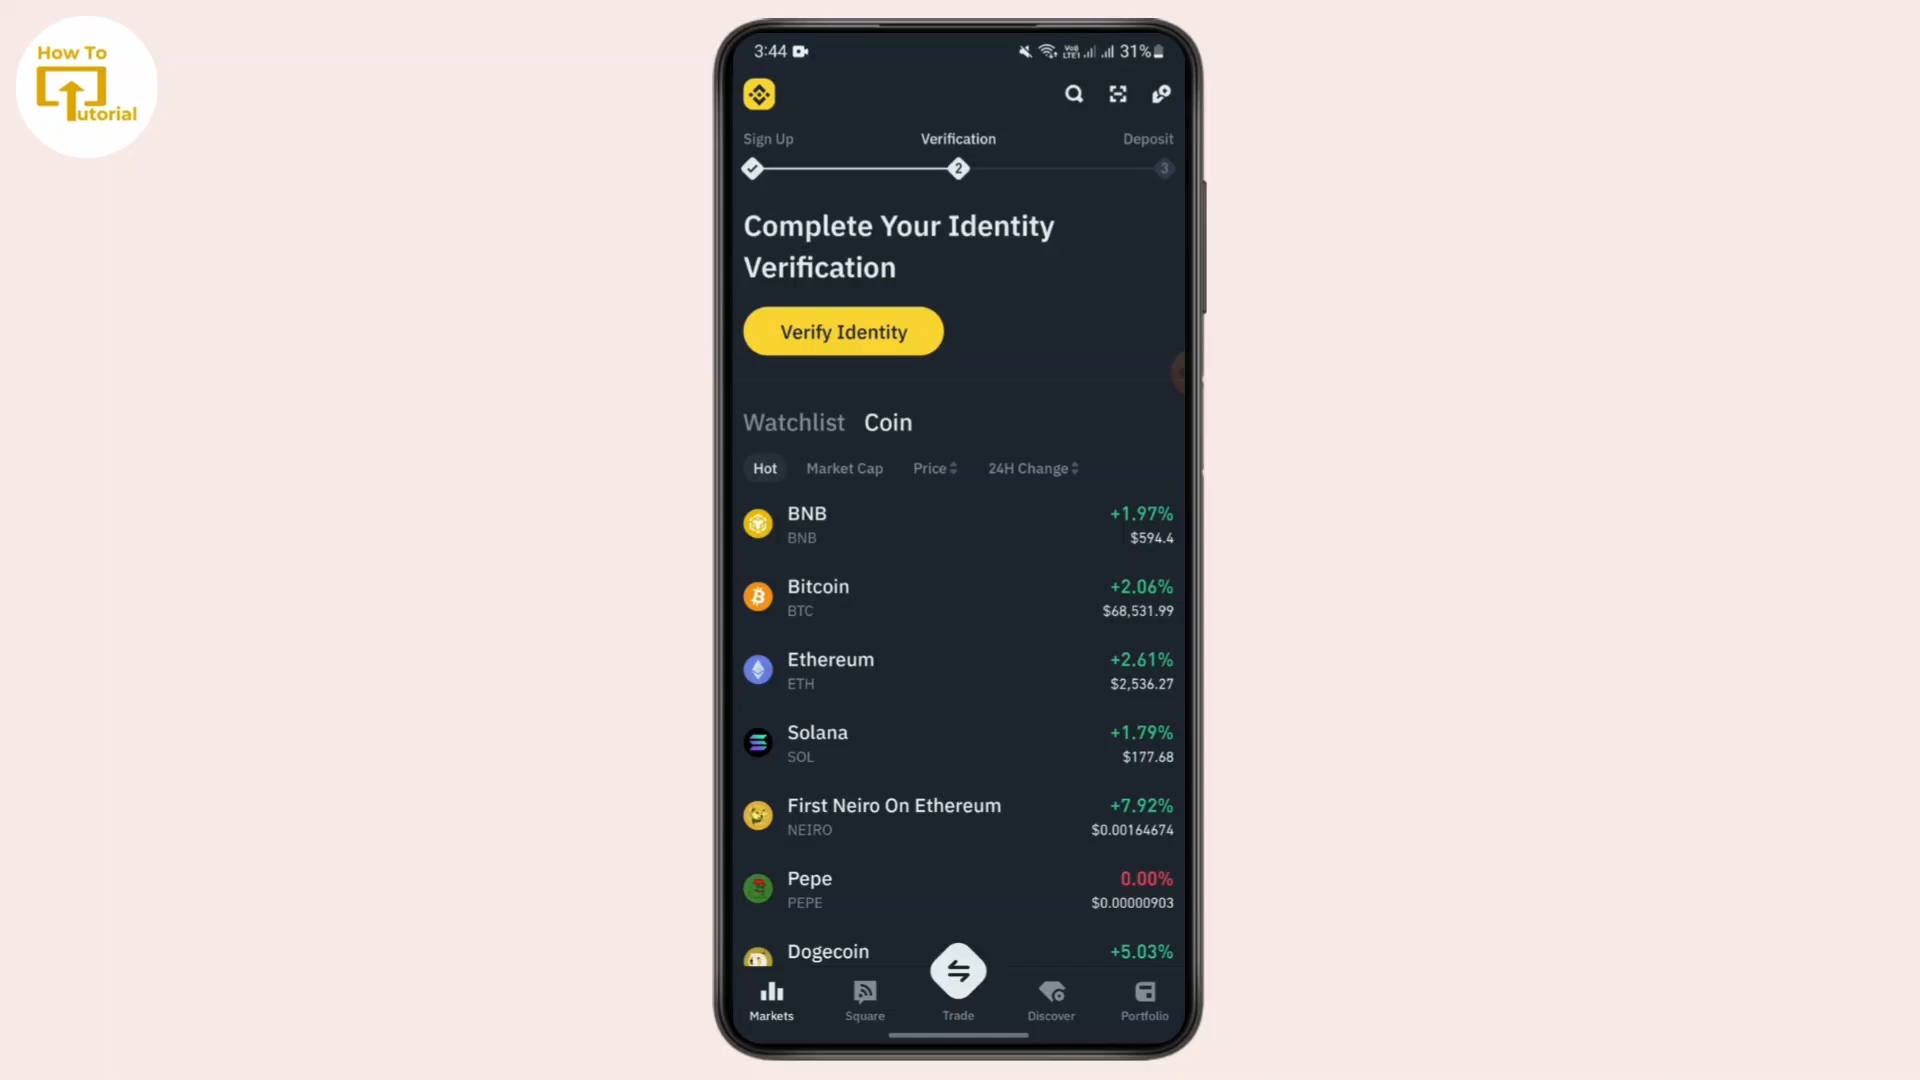 How To
Tutorial
3:44
VoB LTE1 31%
Sign Up Verification Deposit
2 3
Complete Your Identity
Verification
Verify Identity
Watchlist Coin
Hot Market Cap Price 24H Change
BNB +1.97%
BNB $594.4
Bitcoin +2.06%
BTC $68,531.99
Ethereum +2.61%
ETH $2,536.27
Solana +1.79%
SOL $177.68
First Neiro On Ethereum +7.92%
NEIRO $0.00164674
Pepe 0.00%
PEPE $0.00000903
Dogecoin +5.03%
Markets Square Trade Discover Portfolio